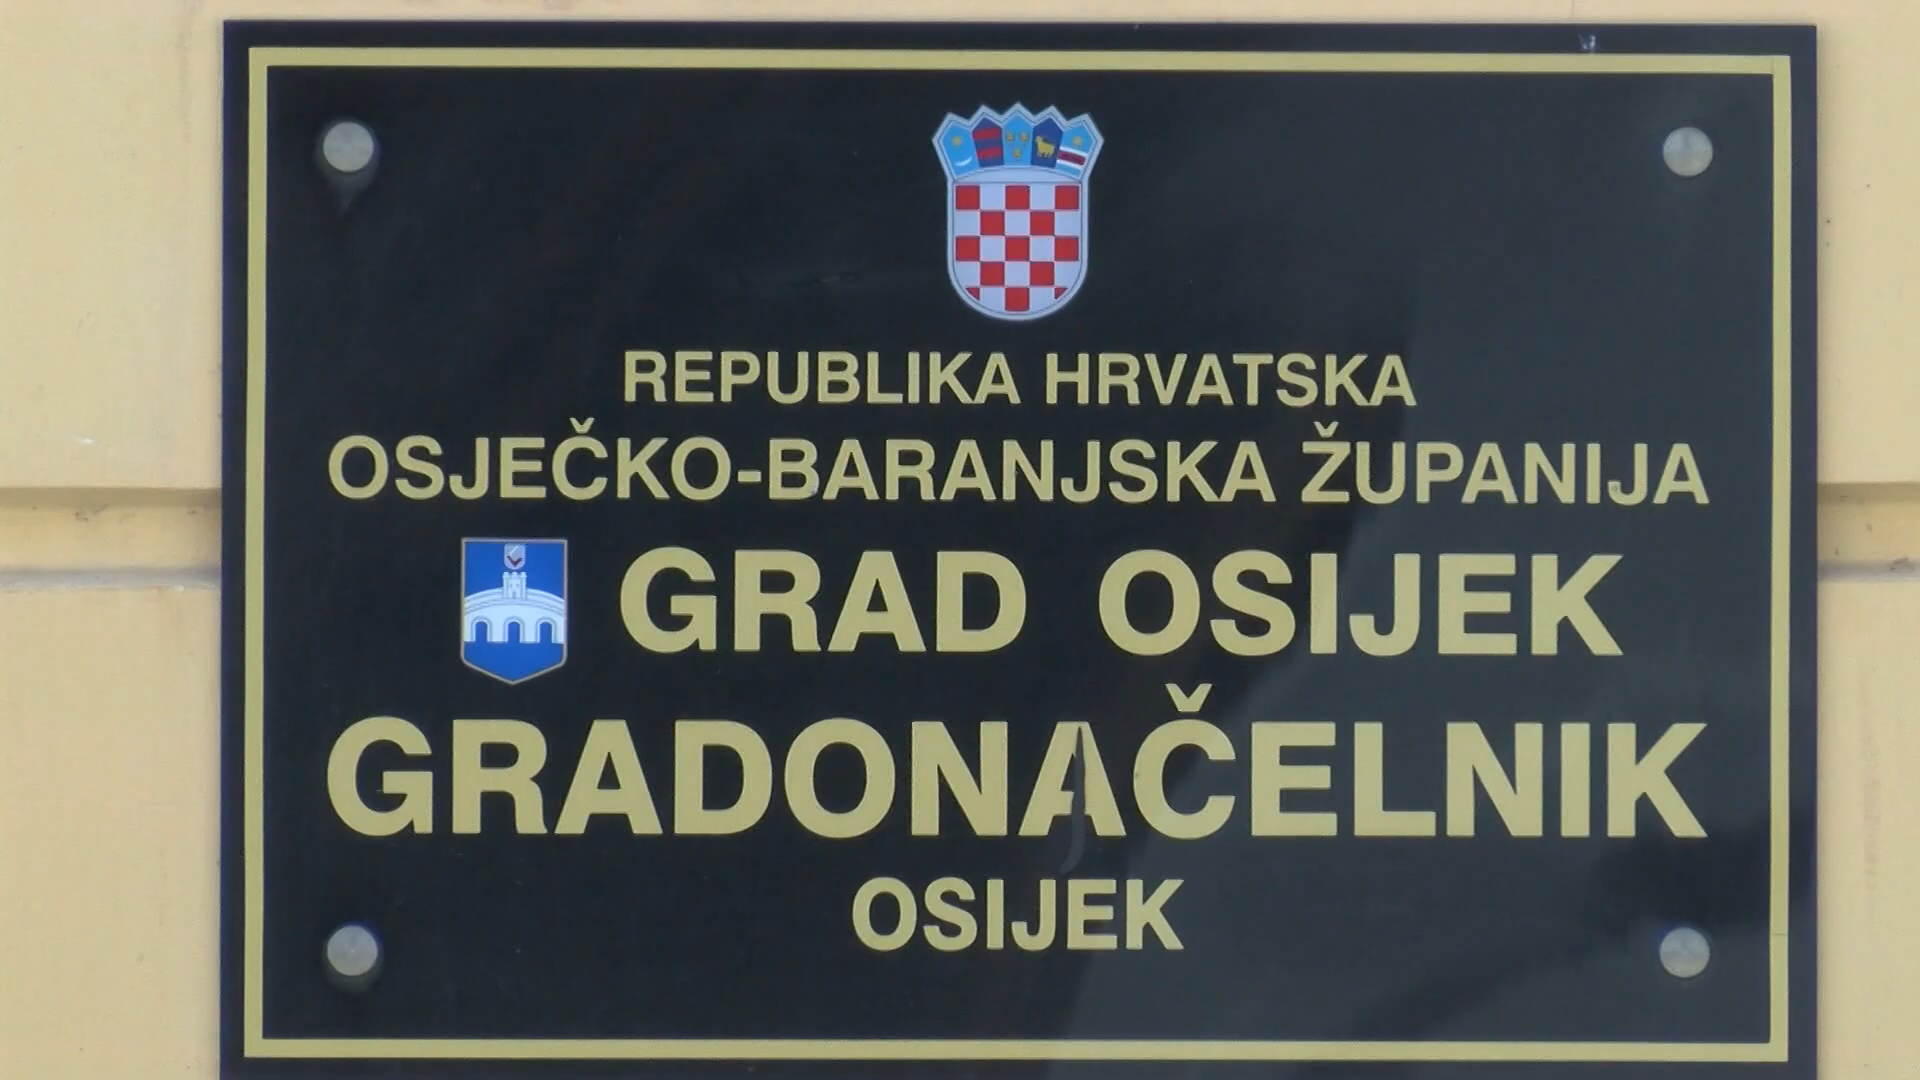 REPUBLIKA HRVATSKA
OSJEČKO-BARANJSKA ŽUPANIJA
GRAD OSIJEK
GRADONAČELNIK
OSIJEK